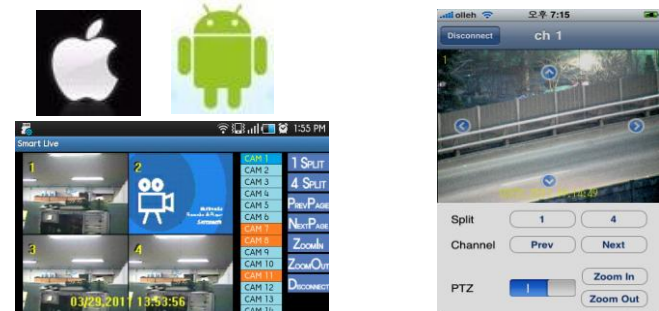 1:55 PM
Smart Live
1
2
3
4
03/29,2011 13:53:56
CAM 1
CAM 2
CAM 3
CAM 4
CAM 5
CAM 6
CAM 7
CAM 8
CAM 9
CAM 10
CAM 11
CAM 12
CAM 13
CAM 14
1 SPLIT
4 SPLIT
PREVPAGE
NEXTPAGE
ZOOMIN
ZOOMOUT
DISCONNECT
olleh 오후 7:15
Disconnect ch 1
1
Split 1 4
Channel Prev Next
PTZ Zoom In
Zoom Out